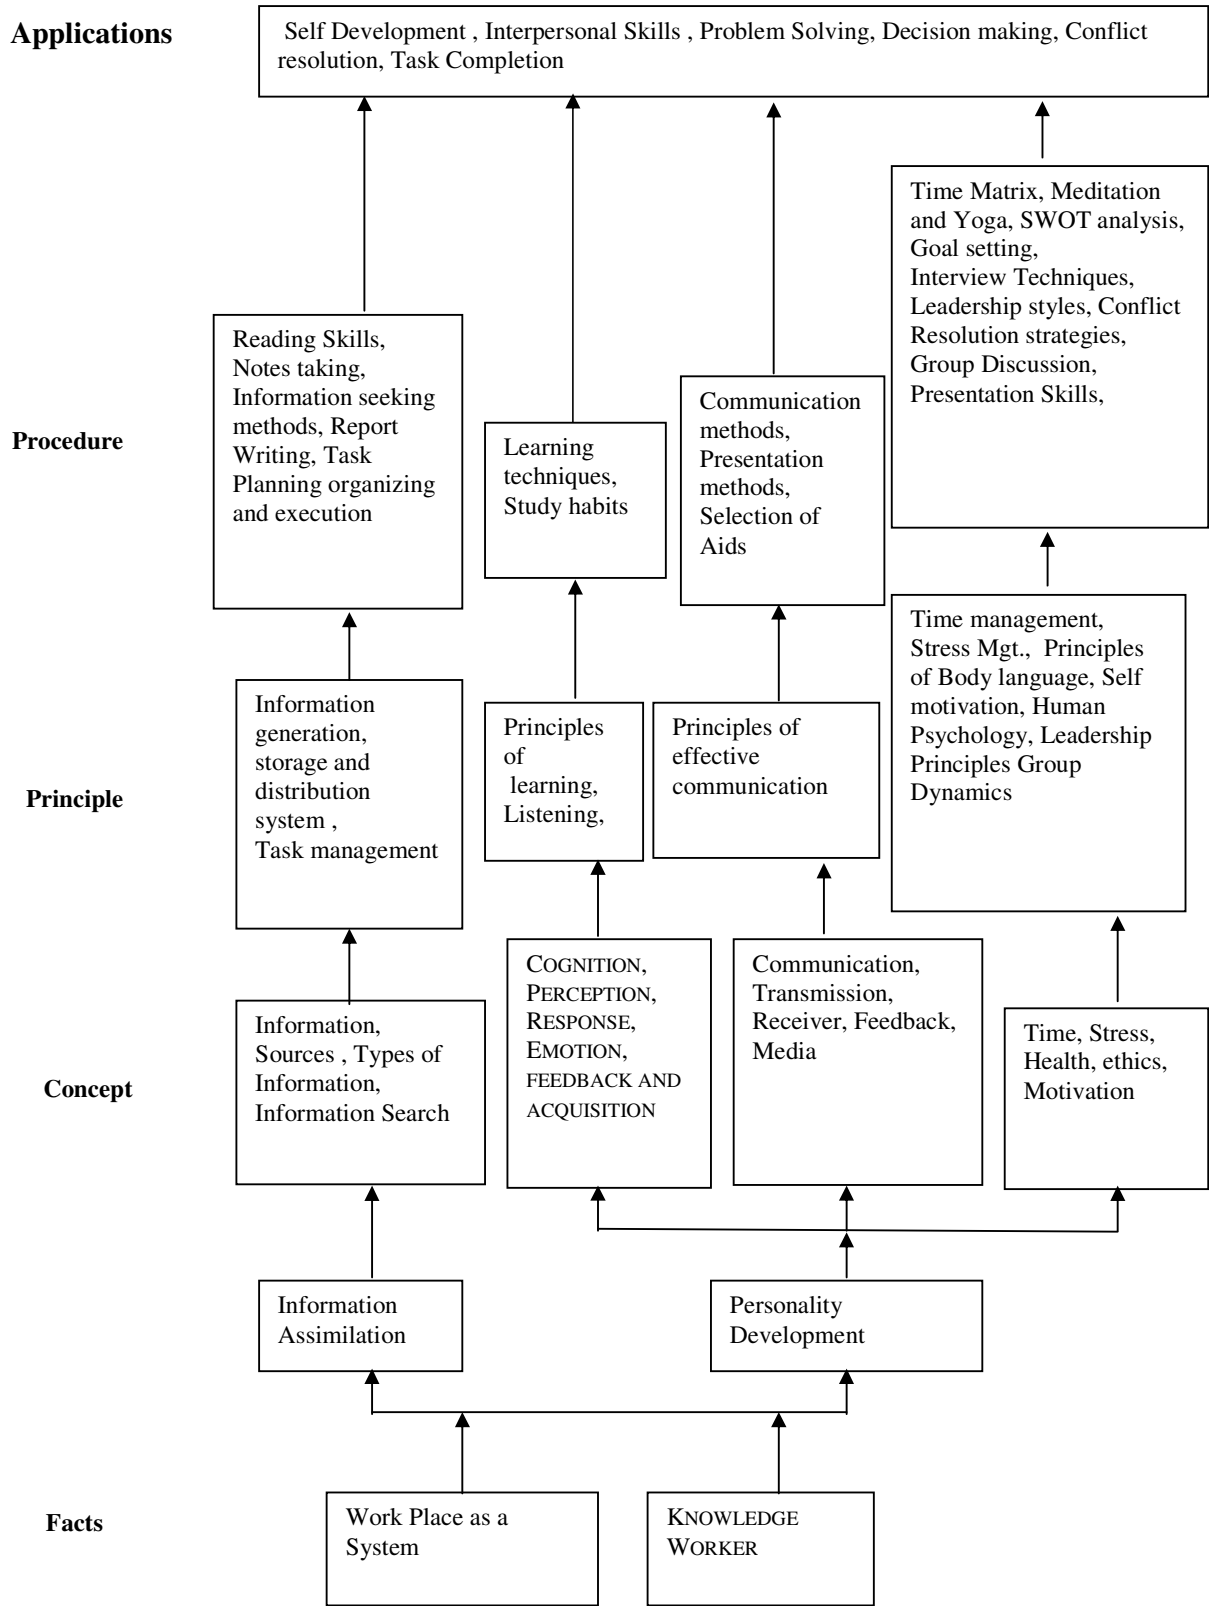 Applications
Self Development , Interpersonal Skills , Problem Solving, Decision making, Conflict
resolution, Task Completion
Time Matrix, Meditation
and Yoga, SWOT analysis,
Goal setting,
Interview Techniques,
Leadership styles, Conflict
Resolution strategies,
Group Discussion,
Presentation Skills,
Procedure
Reading Skills,
Notes taking,
Information seeking
methods, Report
Writing, Task
Planning organizing
and execution
Learning
techniques,
Study habits
Communication
methods,
Presentation
methods,
Selection of
Aids
Principle
Information
generation,
storage and
distribution
system ,
Task management
Principles
of
learning,
Listening,
Principles of
effective
communication
Time management,
Stress Mgt., Principles
of Body language, Self
motivation, Human
Psychology, Leadership
Principles Group
Dynamics
Concept
Information,
Sources , Types of
Information,
Information Search
COGNITION,
PERCEPTION,
RESPONSE,
EMOTION,
FEEDBACK AND
ACQUISITION
Communication,
Transmission,
Receiver, Feedback,
Media
Time, Stress,
Health, ethics,
Motivation
Information
Assimilation
Personality
Development
Facts
Work Place as a
System
KNOWLEDGE
WORKER